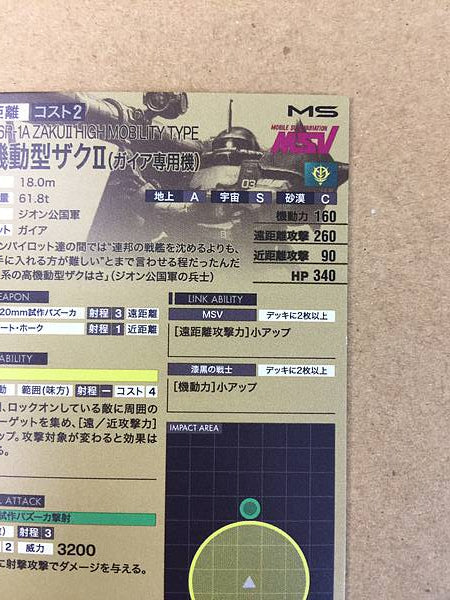 距離 コスト2
MS
-1A ZAKUII HIGH MOBILITY TYPE
MOBILE SUIT VARIATION
MSV
機動型ザクII(ガイア専用機)
03
18.0m
量 61.8t
地上 A 宇宙 S 砂漠 C
ジオン公国軍
機動力 160
ット ガイア
遠距離攻撃 260
ンパイロット達の間では“連邦の戦艦を沈めるよりも、
近距離攻撃 90
手に入れる方が難しい”とまで言わせる程だったんだ
系の高機動型ザクはさ」(ジオン公国軍の兵士)
HP 340
EAPON
20mm試作バズーカ 射程 3 遠距離
ート・ホーク 射程 1 近距離
LINK ABILITY
MSV デッキに2枚以上
[遠距離攻撃力]小アップ
漆黒の戦士 デッキに2枚以上
[機動力]小アップ
ABILITY
動 範囲(味方) 射程 ー コスト 4
、ロックオンしている敵に周囲の
ーゲットを集め、[遠/近攻撃力]
ップ。攻撃対象が変わると効果は
る。
IMPACT AREA
L ATTACK
試作バズーカ撃射
射程 3
2 威力 3200
に射撃攻撃でダメージを与える。